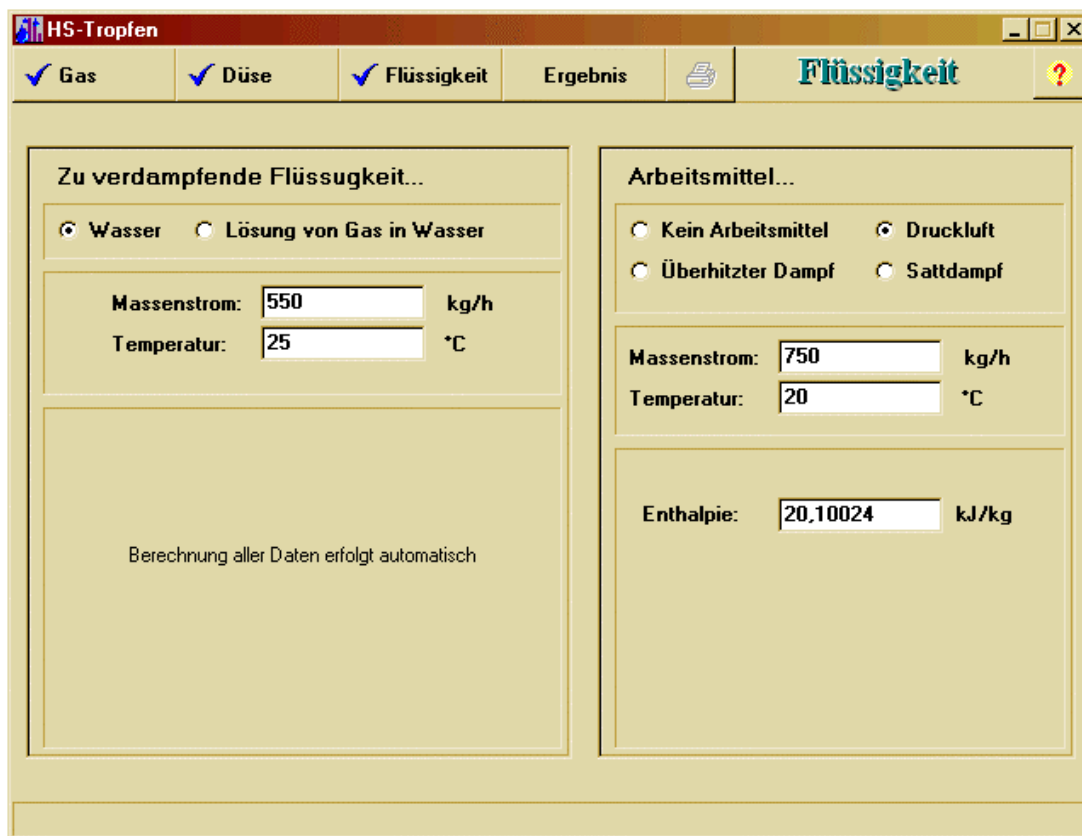 HS-Tropfen
Gas Düse Flüssigkeit Ergebnis Flüssigkeit ?
Zu verdampfende Flüssugkeit...
Wasser Lösung von Gas in Wasser
Massenstrom: 550 kg/h
Temperatur: 25 °C
Berechnung aller Daten erfolgt automatisch
Arbeitsmittel...
Kein Arbeitsmittel Druckluft
Überhitzter Dampf Sattdampf
Massenstrom: 750 kg/h
Temperatur: 20 °C
Enthalpie: 20,10024 kJ/kg